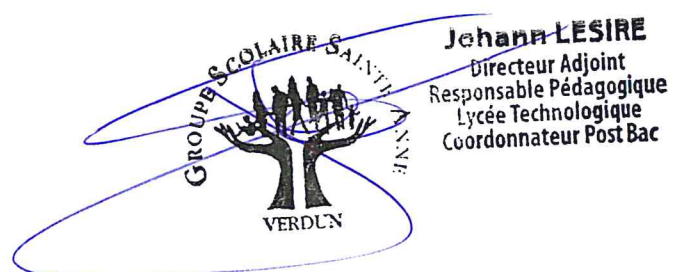 GROUPE SCOLAIRE SAINTE ANNE
VERDUN
Johann LESIRE
Directeur Adjoint
Responsable Pédagogique
Lycée Technologique
Coordonnateur Post Bac